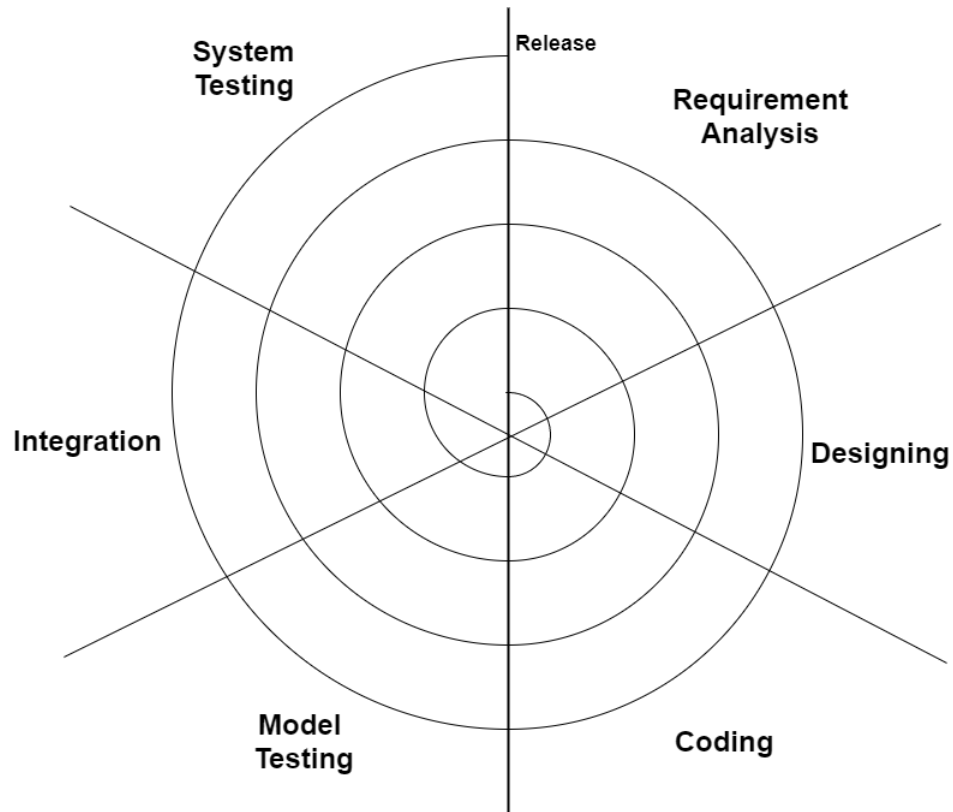 System
Testing
Release
Requirement
Analysis
Integration
Designing
Model
Testing
Coding